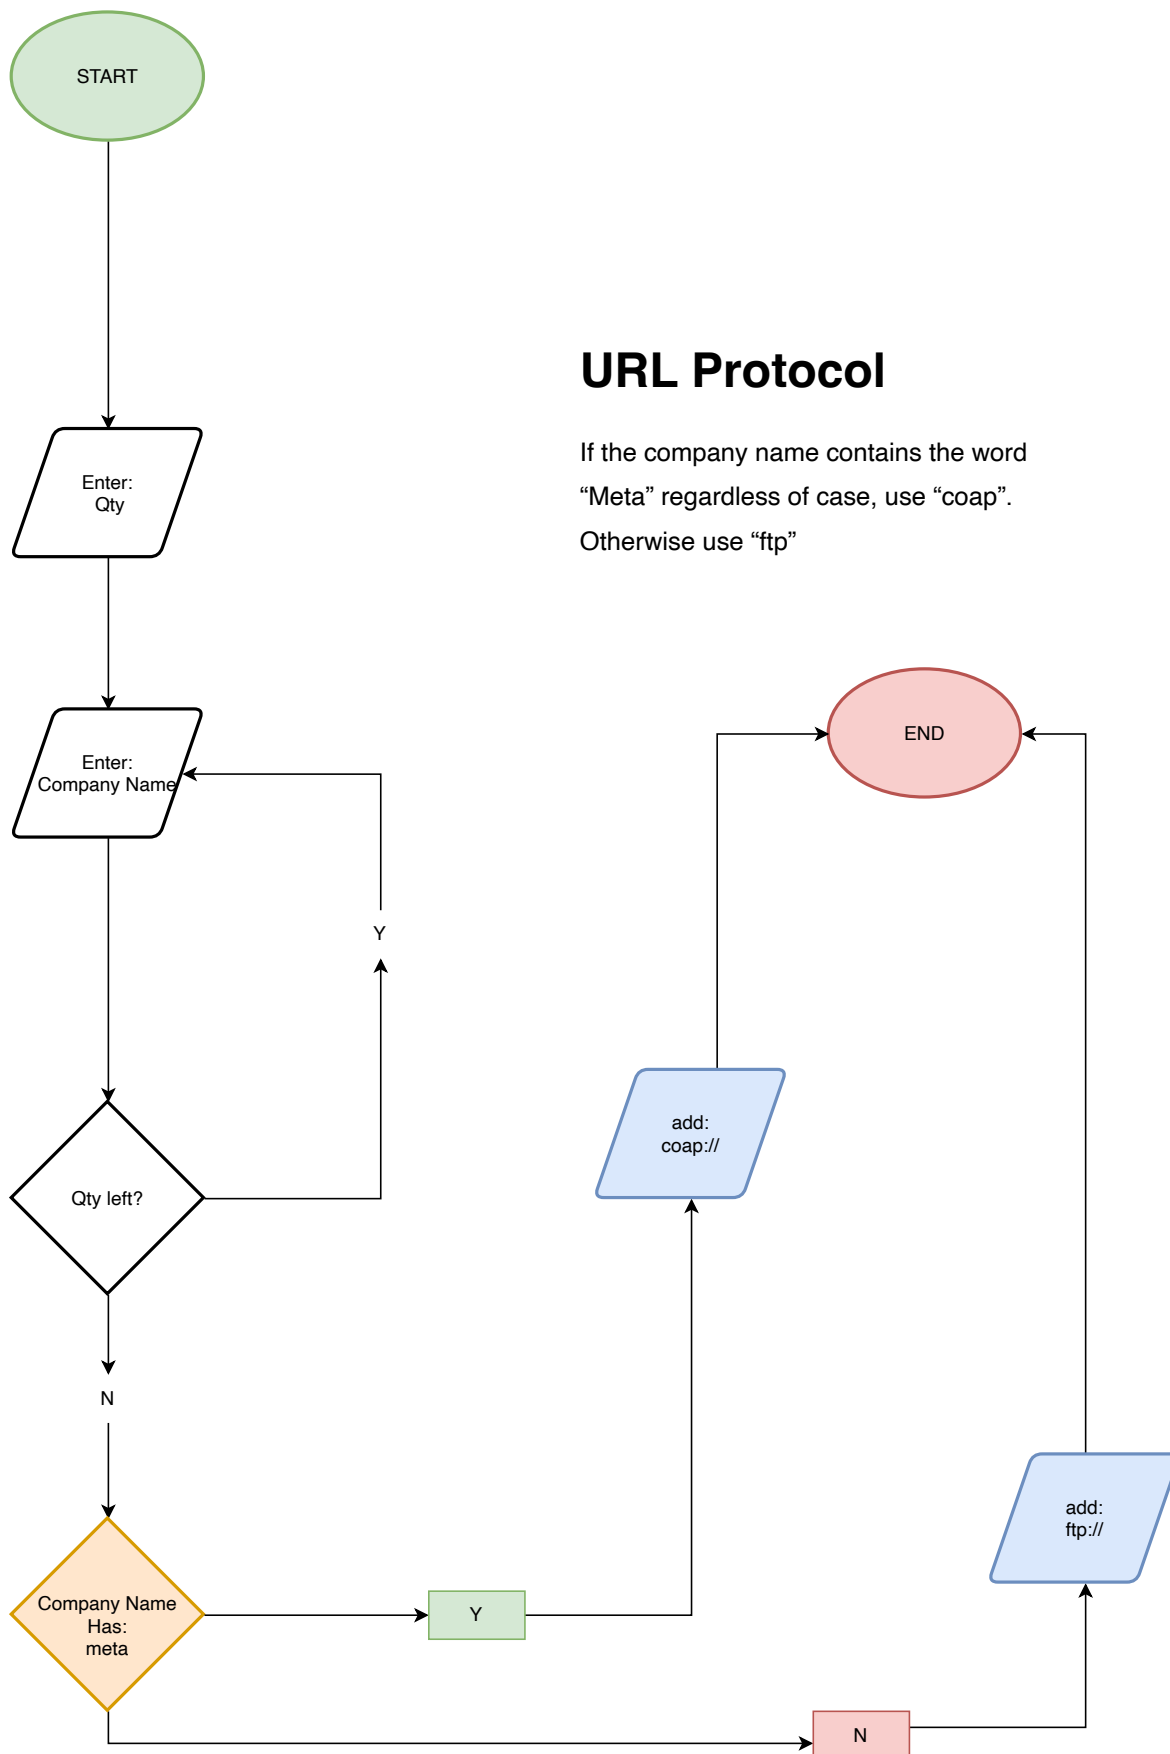 START
Enter:
Qty
URL Protocol
If the company name contains the word
“Meta” regardless of case, use “coap”.
Otherwise use “ftp”
Enter:
Company Name
END
Y
add:
coap://
Qty left?
N
Company Name
Has:
meta
Y
add:
ftp://
N